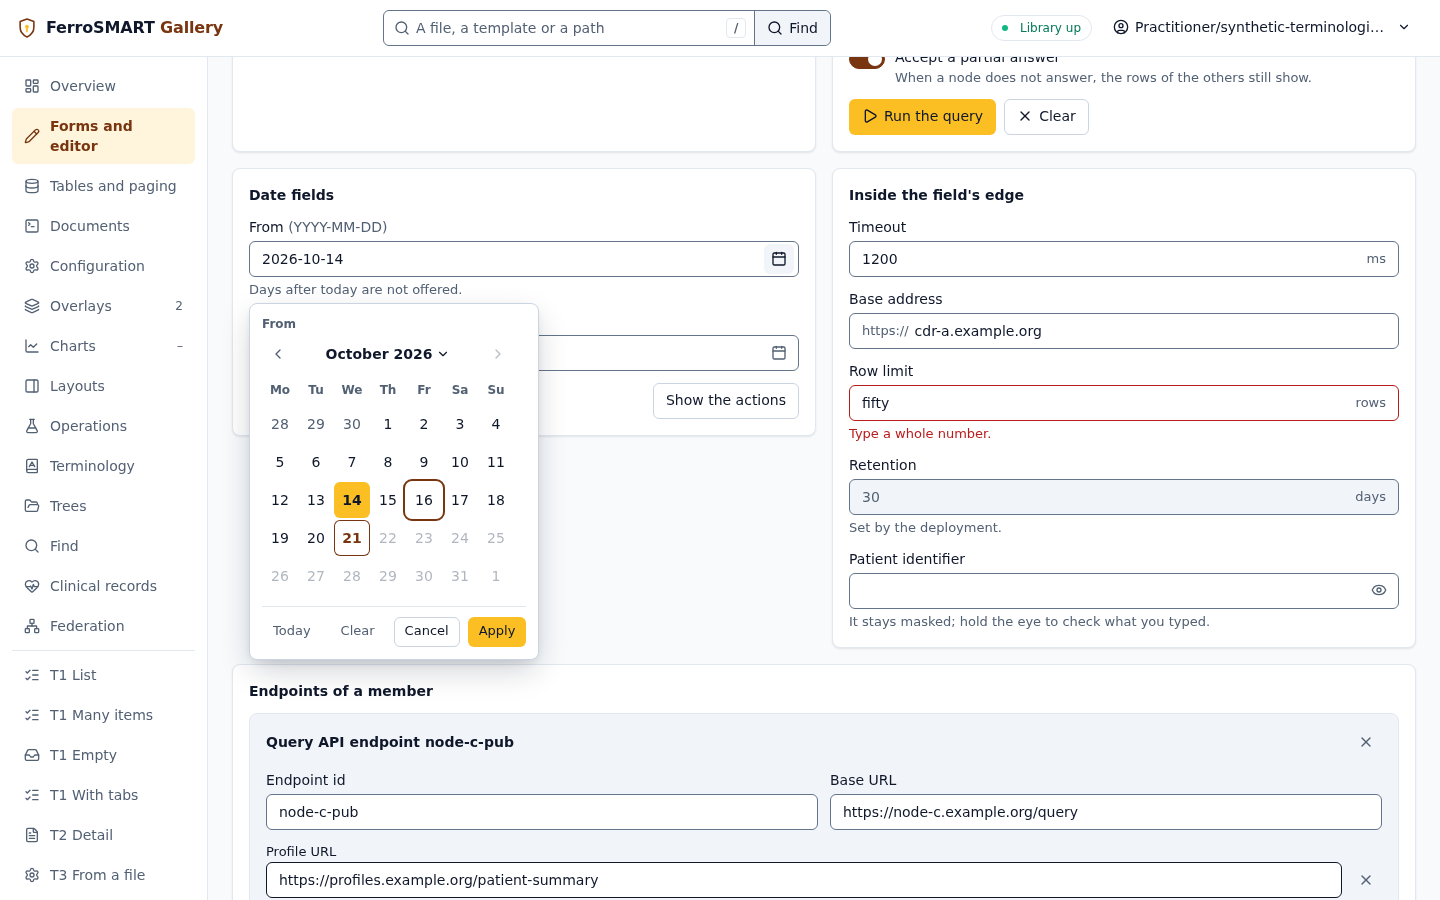 FerroSMART Gallery
A file, a template or a path
/
Find
Library up
Practitioner/synthetic-terminologi...
Overview
Forms and
editor
Tables and paging
Documents
Configuration
Overlays
2
Charts
–
Layouts
Operations
Terminology
Trees
Find
Clinical records
Federation
T1 List
T1 Many items
T1 Empty
T1 With tabs
T2 Detail
T3 From a file
Accept a partial answer
When a node does not answer, the rows of the others still show.
Run the query
Clear
Date fields
From (YYYY-MM-DD)
2026-10-14
Days after today are not offered.
From
October 2026
Mo Tu We Th Fr Sa Su
28 29 30 1 2 3 4
5 6 7 8 9 10 11
12 13 14 15 16 17 18
19 20 21 22 23 24 25
26 27 28 29 30 31 1
Today
Clear
Cancel
Apply
Show the actions
Inside the field's edge
Timeout
1200 ms
Base address
https:// cdr-a.example.org
Row limit
fifty rows
Type a whole number.
Retention
30 days
Set by the deployment.
Patient identifier
It stays masked; hold the eye to check what you typed.
Endpoints of a member
Query API endpoint node-c-pub
Endpoint id
node-c-pub
Base URL
https://node-c.example.org/query
Profile URL
https://profiles.example.org/patient-summary